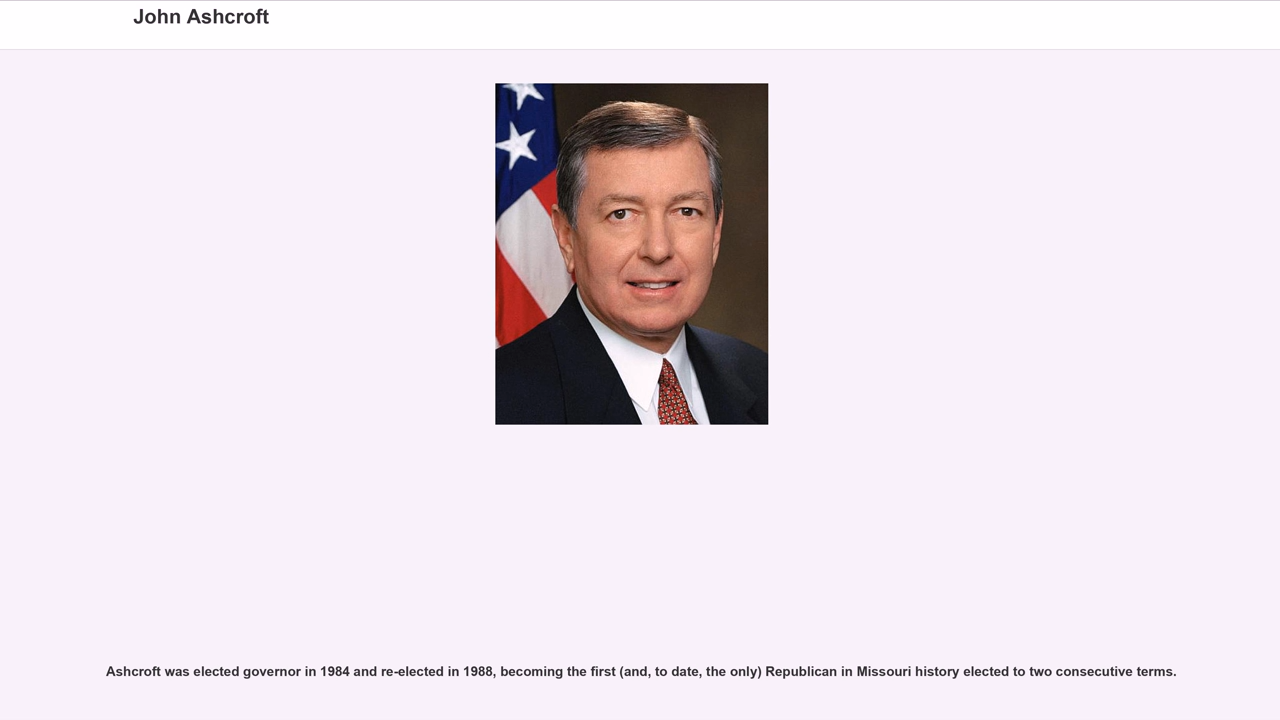 John Ashcroft
Ashcroft was elected governor in 1984 and re-elected in 1988, becoming the first (and, to date, the only) Republican in Missouri history elected to two consecutive terms.